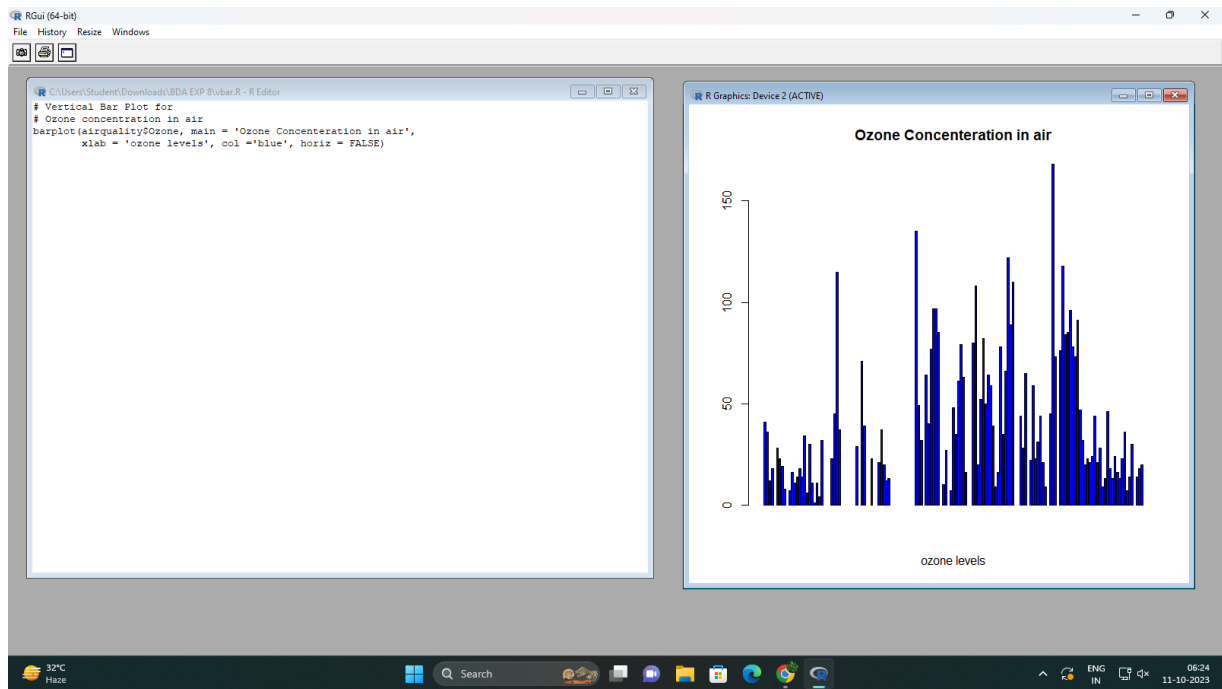 RGui (64-bit)
File History Resize Windows
C:\Users\Student\Downloads\BDA EXP 8\vbar.R - R Editor
# Vertical Bar Plot for
# Ozone concentration in air
barplot(airquality$Ozone, main = 'Ozone Concenteration in air',
        xlab = 'ozone levels', col ='blue', horiz = FALSE)
R Graphics: Device 2 (ACTIVE)
Ozone Concenteration in air
150
100
50
0
ozone levels
32°C
Haze
Search
ENG
IN
06:24
11-10-2023